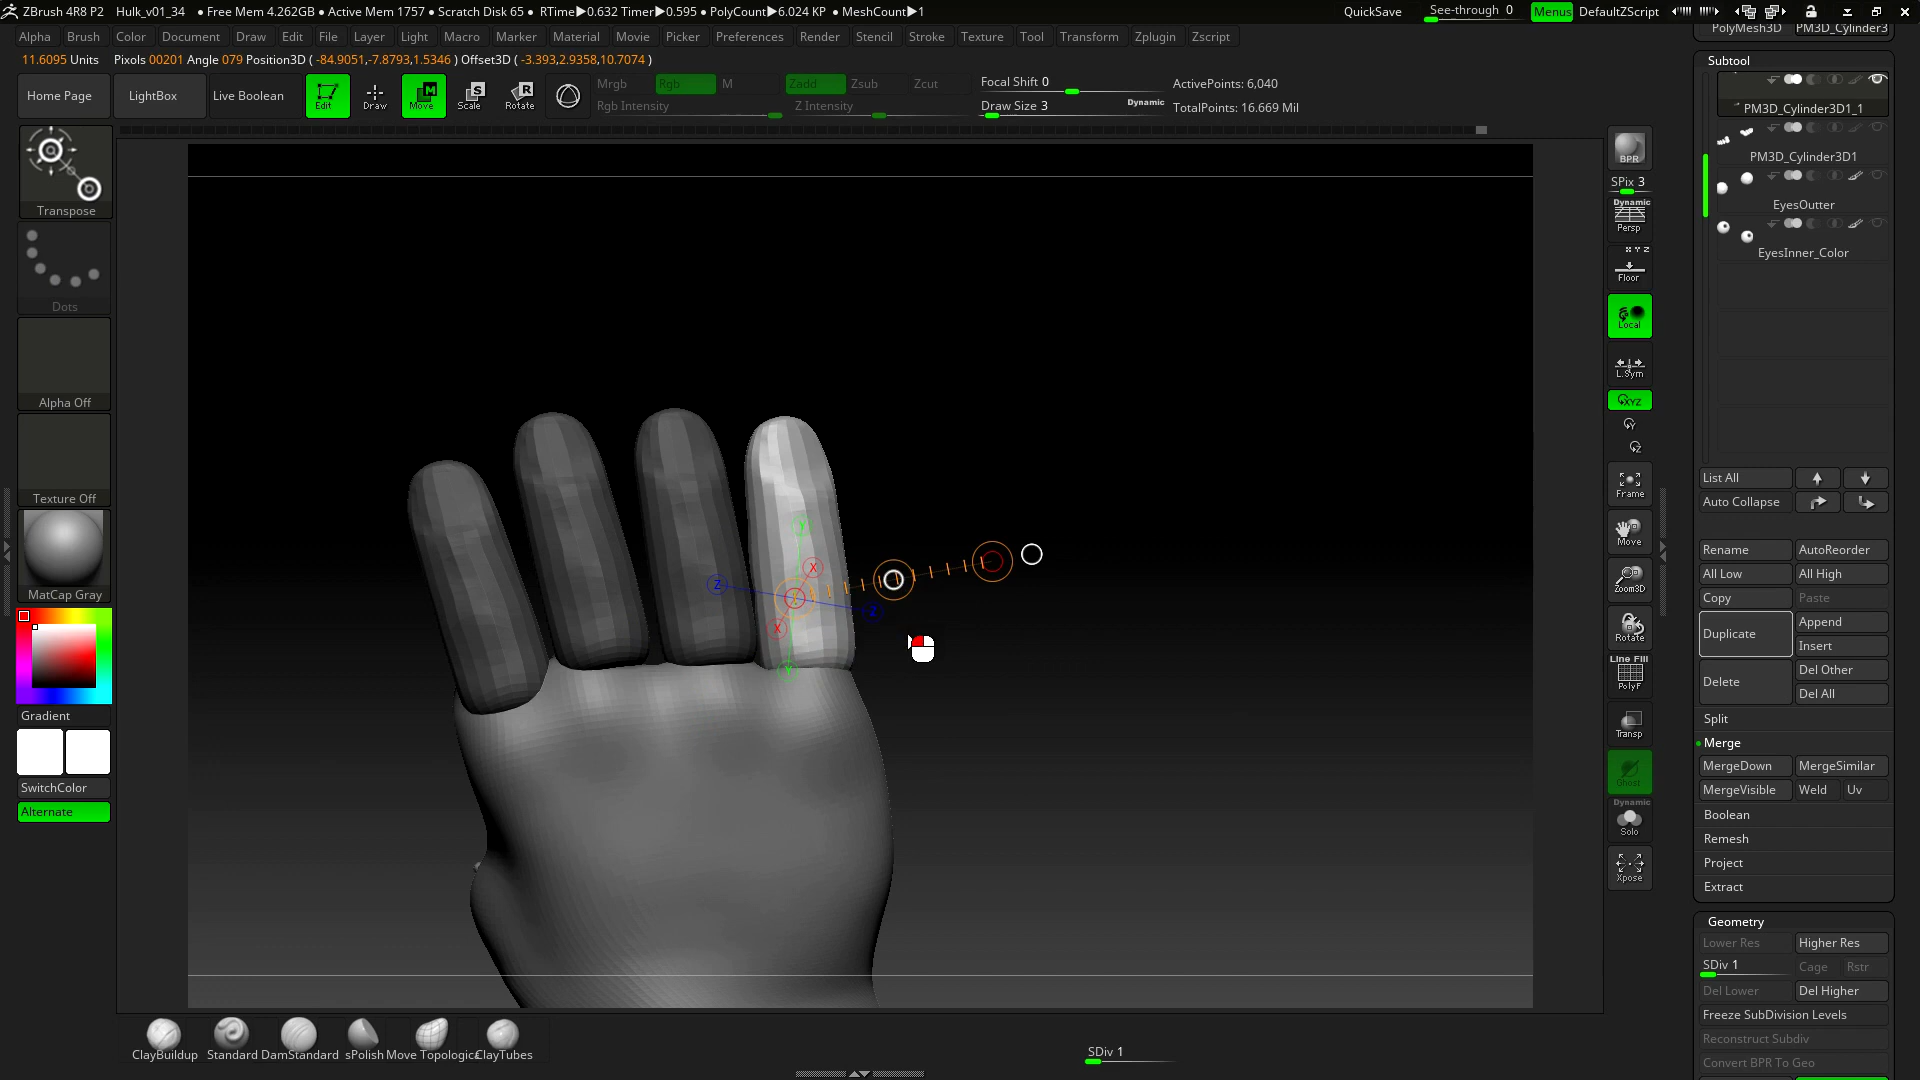 ZBrush 4R8 P2 Hulk_v01_34 • Free Mem 4.262GB • Active Mem 1757 • Scratch Disk 65 • RTime▶0.632 Timer▶0.595 • PolyCount▶6.024 KP • MeshCount▶1 QuickSave See-through 0 Menus DefaultZScript
Alpha Brush Color Document Draw Edit File Layer Light Macro Marker Material Movie Picker Preferences Render Stencil Stroke Texture Tool Transform Zplugin Zscript
PolyMesh3D PM3D_Cylinder3
11.6095 Units Pixols 00201 Angle 079 Position3D ( -84.9051,-7.8793,1.5346 ) Offset3D ( -3.393,2.9358,10.7074 )
Subtool
Home Page LightBox Live Boolean Edit Draw Move Scale Rotate
Mrgb Rgb M Zadd Zsub Zcut
Rgb Intensity Z Intensity
Focal Shift 0 ActivePoints: 6,040
Draw Size 3 Dynamic TotalPoints: 16.669 Mil
PM3D_Cylinder3D1_1
PM3D_Cylinder3D1
EyesOutter
EyesInner_Color
Transpose
Dots
Alpha Off
Texture Off
MatCap Gray
Gradient
SwitchColor
Alternate
X
X
Y
Y
Z
Z
BPR
SPix 3
Dynamic
Persp
X Y Z
Floor
Local
L.Sym
XYZ
Y
Z
Frame
Move
Zoom3D
Rotate
Line Fill
PolyF
Transp
Ghost
Dynamic
Solo
Xpose
List All
Auto Collapse
Rename AutoReorder
All Low All High
Copy Paste
Duplicate Append
Insert
Delete Del Other
Del All
Split
Merge
MergeDown MergeSimilar
MergeVisible Weld Uv
Boolean
Remesh
Project
Extract
Geometry
Lower Res Higher Res
SDiv 1 Cage Rstr
Del Lower Del Higher
Freeze SubDivision Levels
Reconstruct Subdiv
Convert BPR To Geo
ClayBuildup Standard DamStandard sPolish Move Topologica ClayTubes
SDiv 1